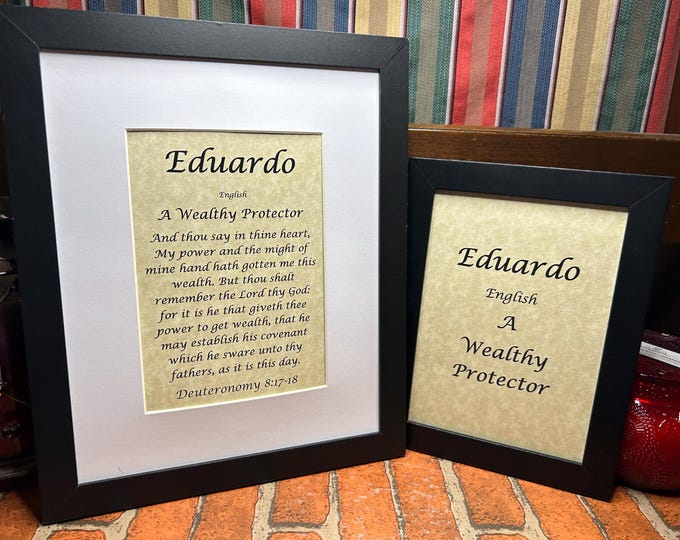 Eduardo
English
A Wealthy Protector
And thou say in thine heart,
My power and the might of
mine hand hath gotten me this
wealth. But thou shalt
remember the Lord thy God:
for it is he that giveth thee
power to get wealth, that he
may establish his covenant
which he sware unto thy
fathers, as it is this day.
Deuteronomy 8:17-18
Eduardo
English
A
Wealthy
Protector